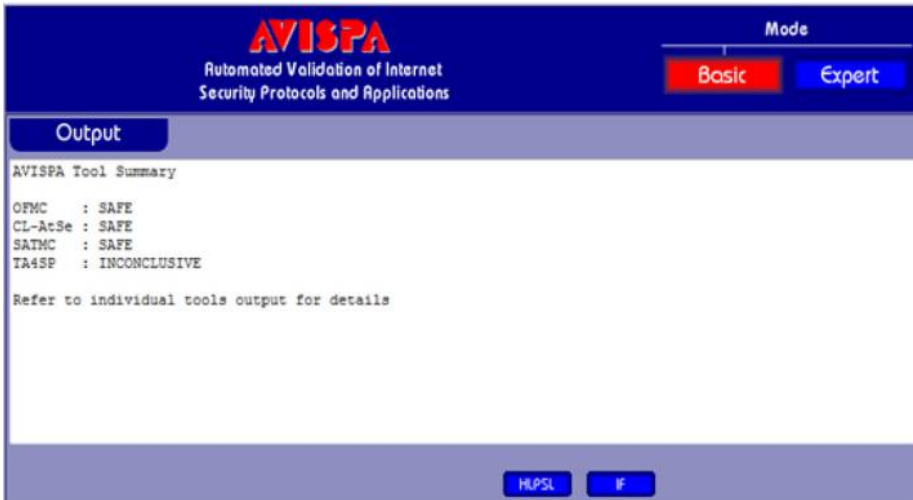 AVISPA
Automated Validation of Internet
Security Protocols and Applications
Mode
Basic Expert
Output
AVISPA Tool Summary
OFMC : SAFE
CL-AtSe : SAFE
SATMC : SAFE
TA4SP : INCONCLUSIVE
Refer to individual tools output for details
HLPSL IF